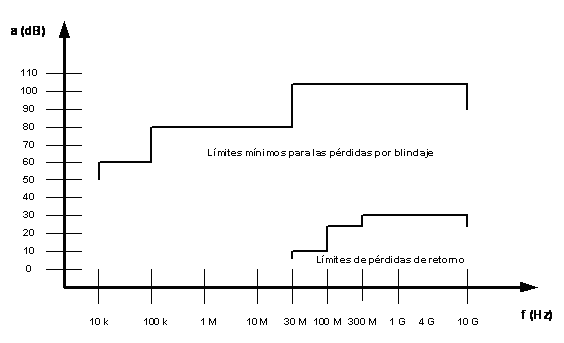 a (dB)
110
100
90
80
70
60
50
40
30
20
10
0
Límites mínimos para las pérdidas por blindaje
Límites de pérdidas de retorno
10 k 100 k 1 M 10 M 30 M 100 M 300 M 1 G 4 G 10 G
f (Hz)